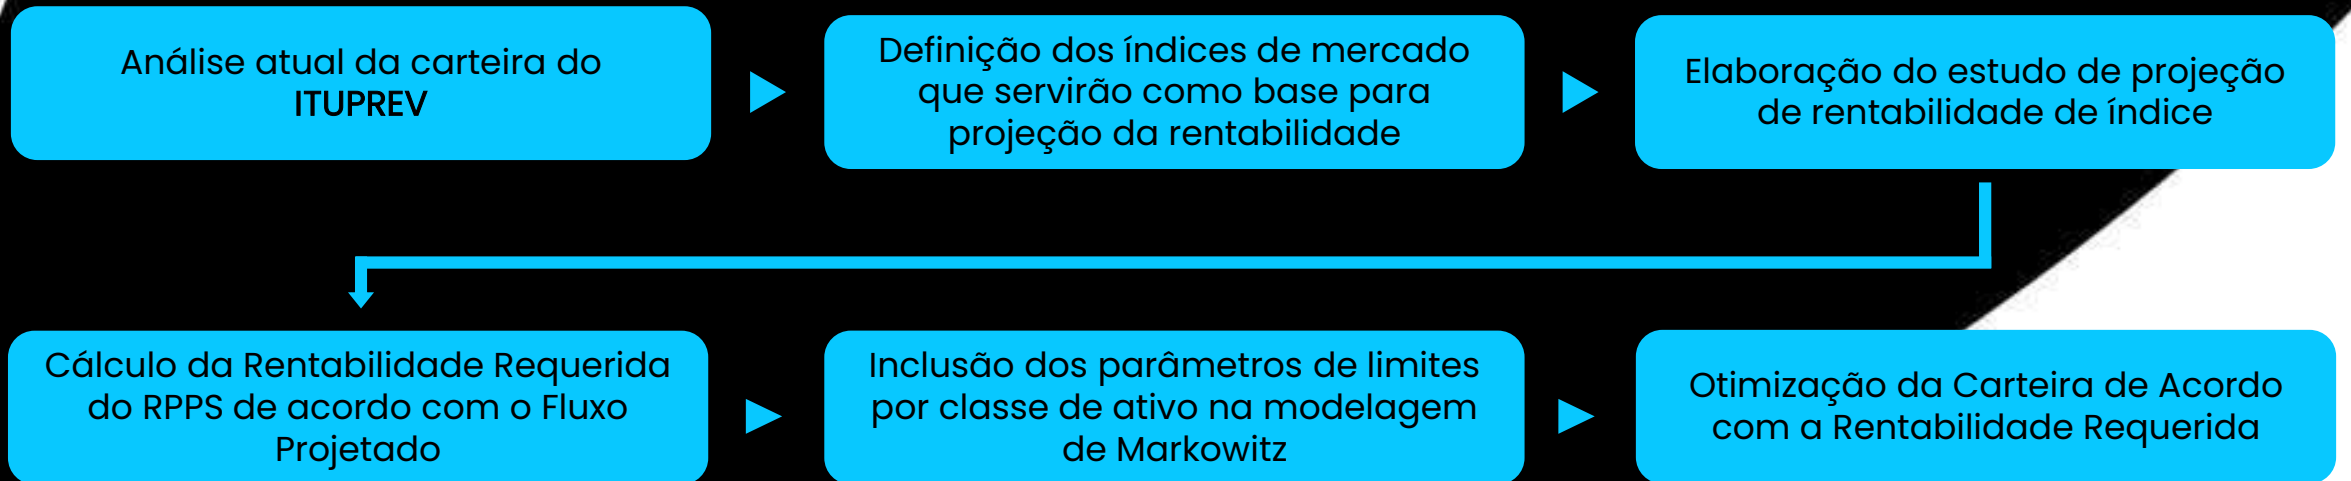 Análise atual da carteira do
ITUPREV
Definição dos índices de mercado
que servirão como base para
projeção da rentabilidade
Elaboração do estudo de projeção
de rentabilidade de índice
Cálculo da Rentabilidade Requerida
do RPPS de acordo com o Fluxo
Projetado
Inclusão dos parâmetros de limites
por classe de ativo na modelagem
de Markowitz
Otimização da Carteira de Acordo
com a Rentabilidade Requerida